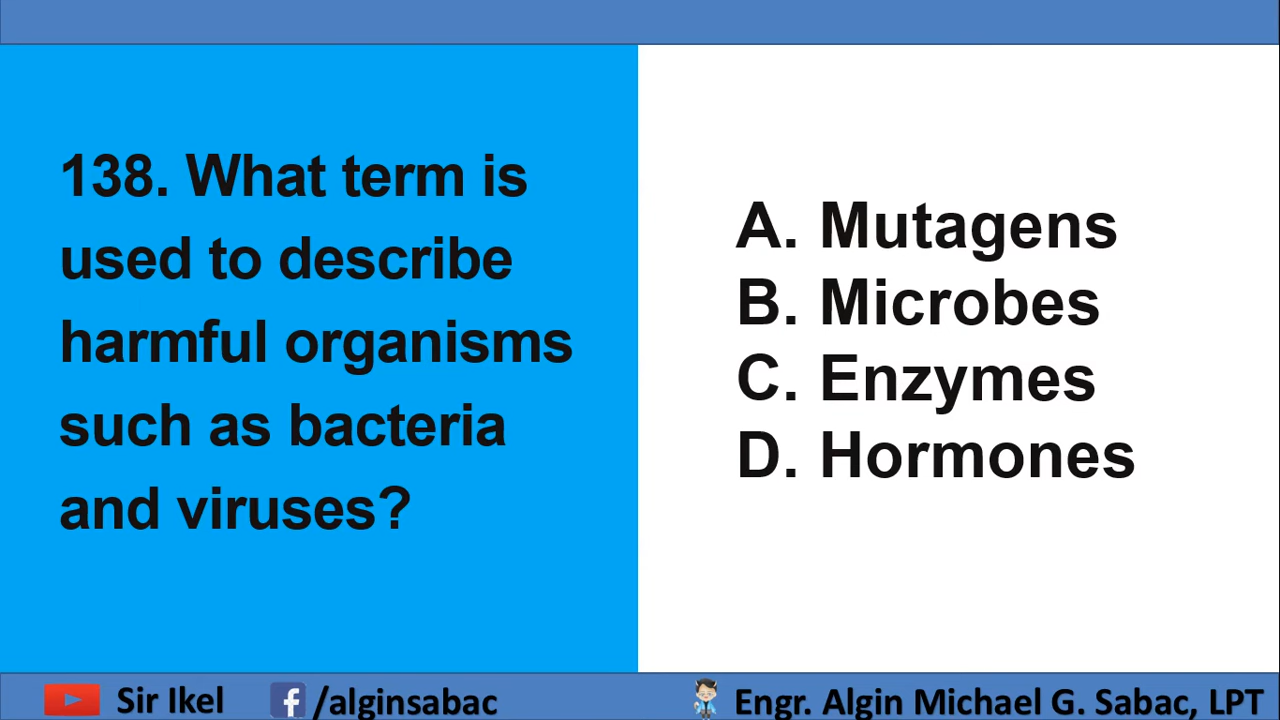 138. What term is
used to describe
harmful organisms
such as bacteria
and viruses?
A. Mutagens
B. Microbes
C. Enzymes
D. Hormones
Sir Ikel
/alginsabac
Engr. Algin Michael G. Sabac, LPT